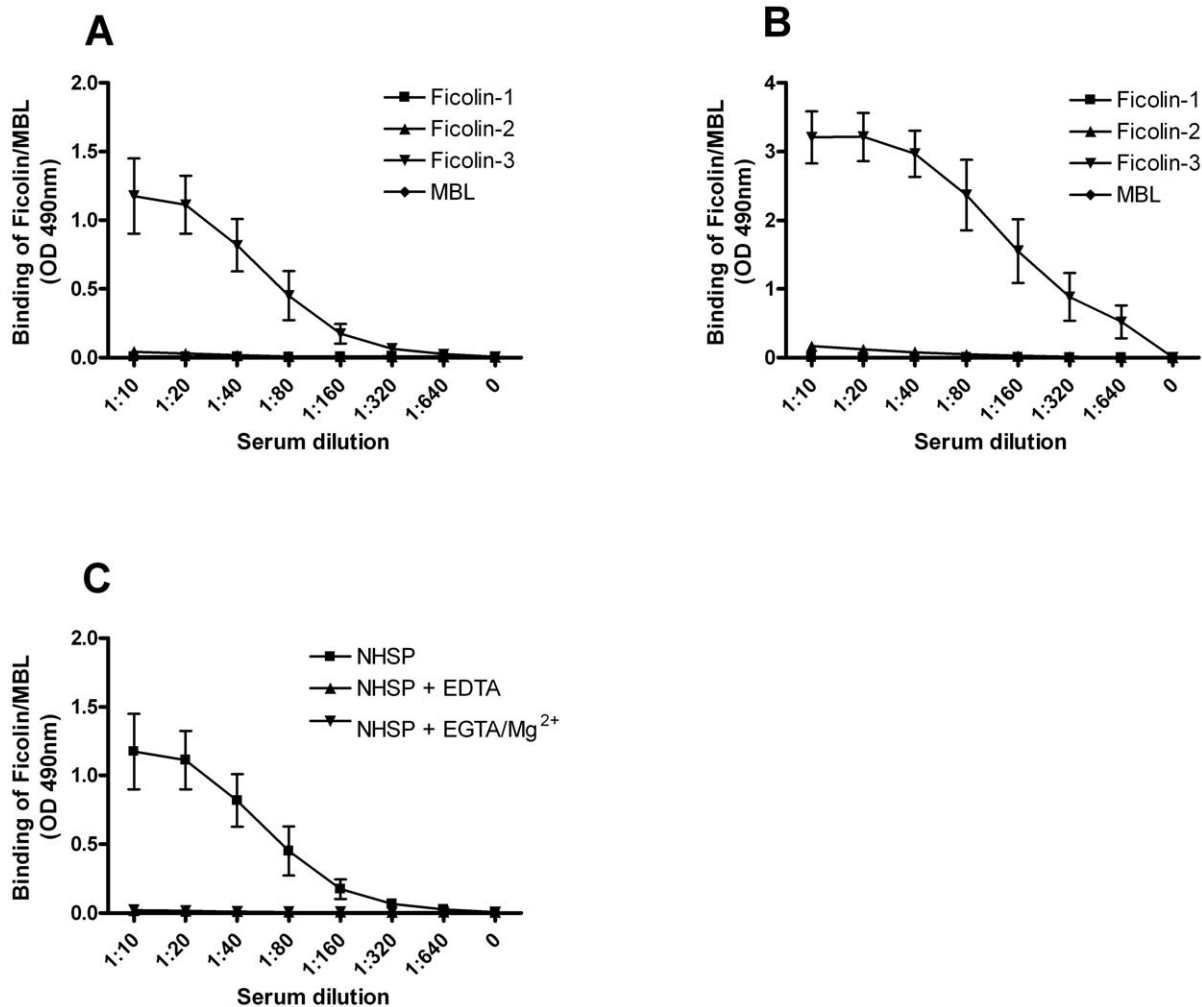 A
Binding of Ficolin/MBL
(OD 490nm)
2.0
1.5
1.0
0.5
0.0
Ficolin-1
Ficolin-2
Ficolin-3
MBL
1:10
1:20
1:40
1:80
1:160
1:320
1:640
0
Serum dilution
B
Binding of Ficolin/MBL
(OD 490nm)
4
3
2
1
0
Ficolin-1
Ficolin-2
Ficolin-3
MBL
1:10
1:20
1:40
1:80
1:160
1:320
1:640
0
Serum dilution
C
Binding of Ficolin/MBL
(OD 490nm)
2.0
1.5
1.0
0.5
0.0
NHSP
NHSP + EDTA
NHSP + EGTA/Mg²⁺
1:10
1:20
1:40
1:80
1:160
1:320
1:640
0
Serum dilution